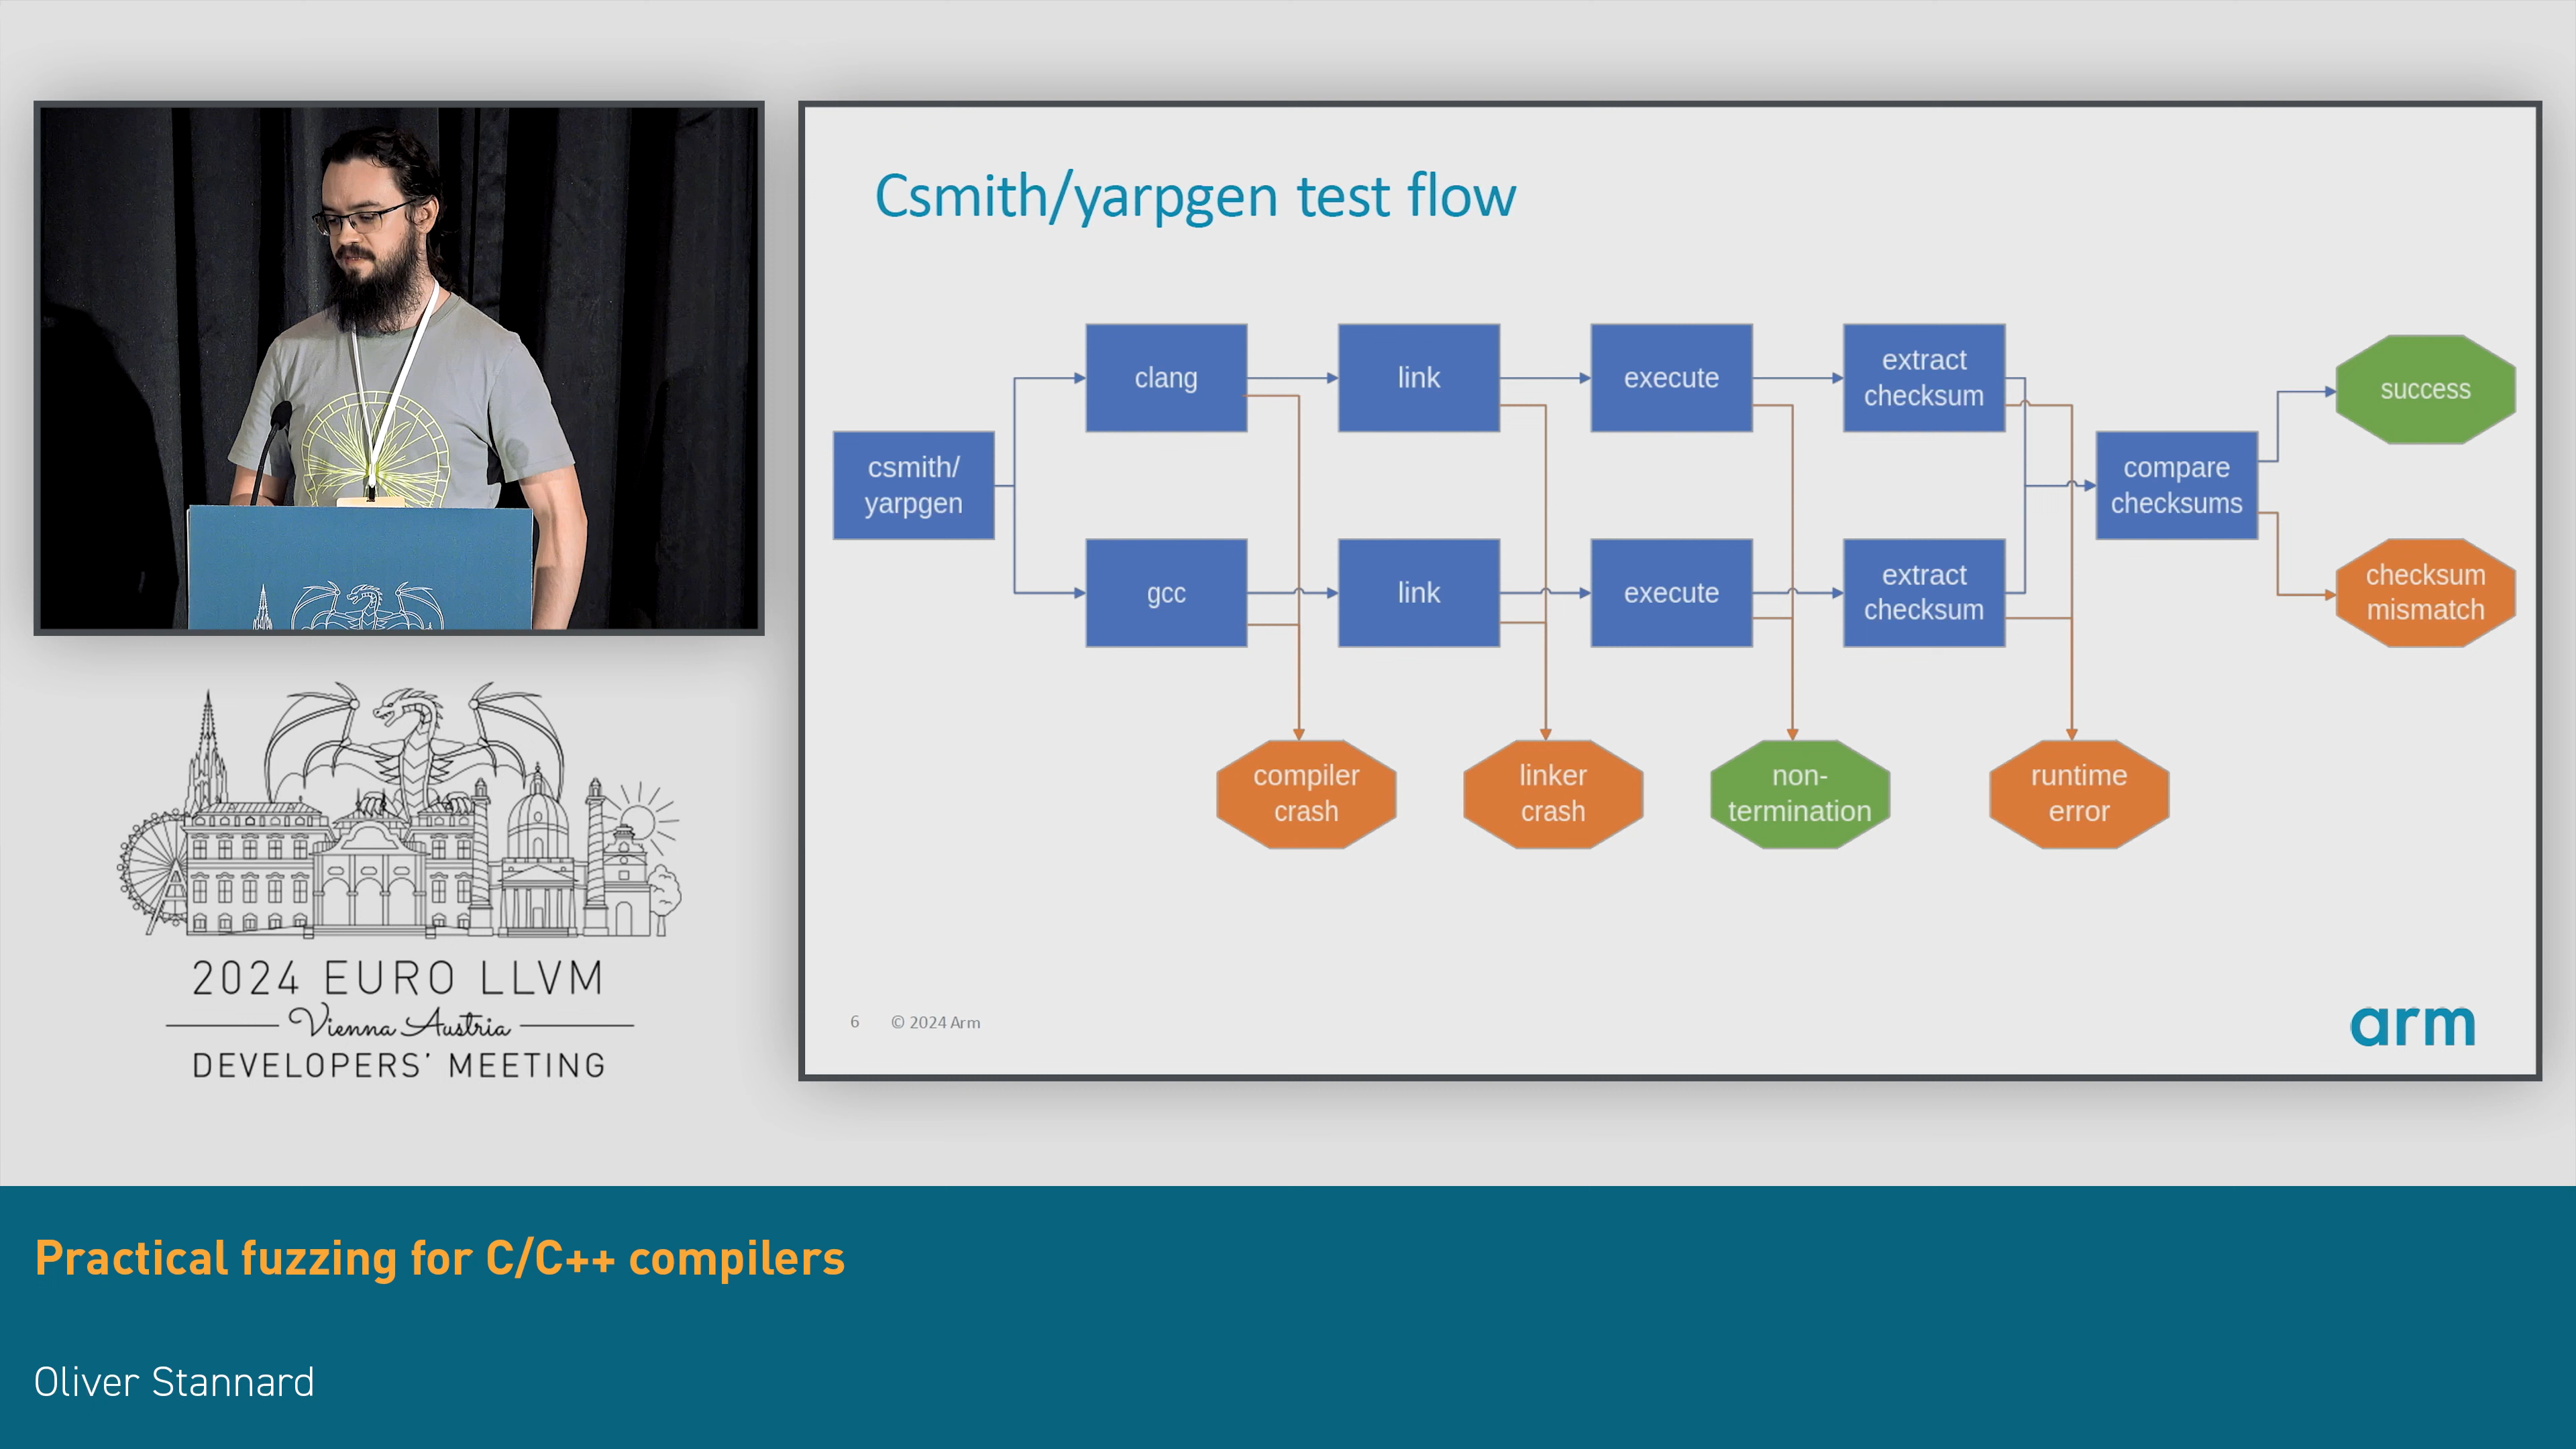 Csmith/yarpgen test flow
csmith/
yarpgen
clang
link
execute
extract
checksum
gcc
link
execute
extract
checksum
compare
checksums
success
checksum
mismatch
compiler
crash
linker
crash
non-
termination
runtime
error
6 © 2024 Arm
arm
2024 EURO LLVM
Vienna Austria
DEVELOPERS' MEETING
Practical fuzzing for C/C++ compilers
Oliver Stannard